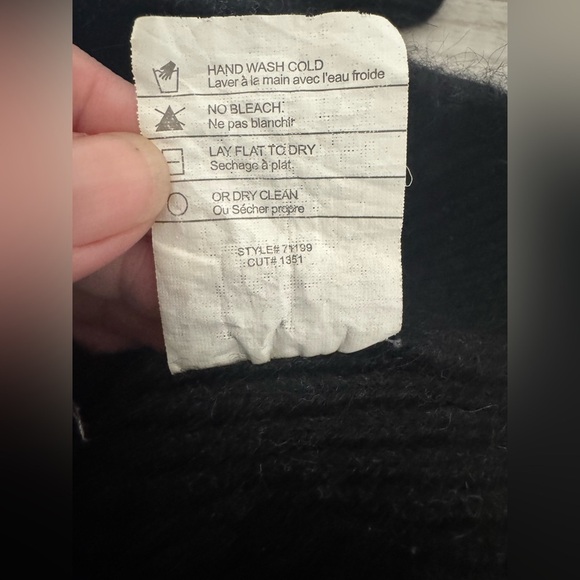 HAND WASH COLD
Laver à la main avec l'eau froide
NO BLEACH.
Ne pas blanchir
LAY FLAT TO DRY
Sechage à plat.
OR DRY CLEAN
Ou Sécher propre
STYLE# 71199
CUT# 1351